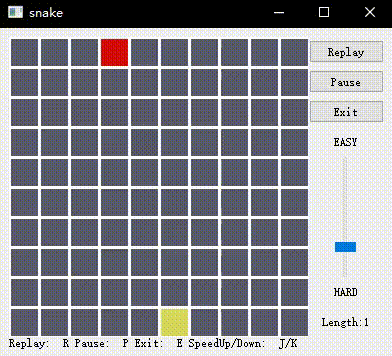 snake
Replay
Pause
Exit
EASY
HARD
Length:1
Replay: R Pause: P Exit: E SpeedUp/Down: J/K